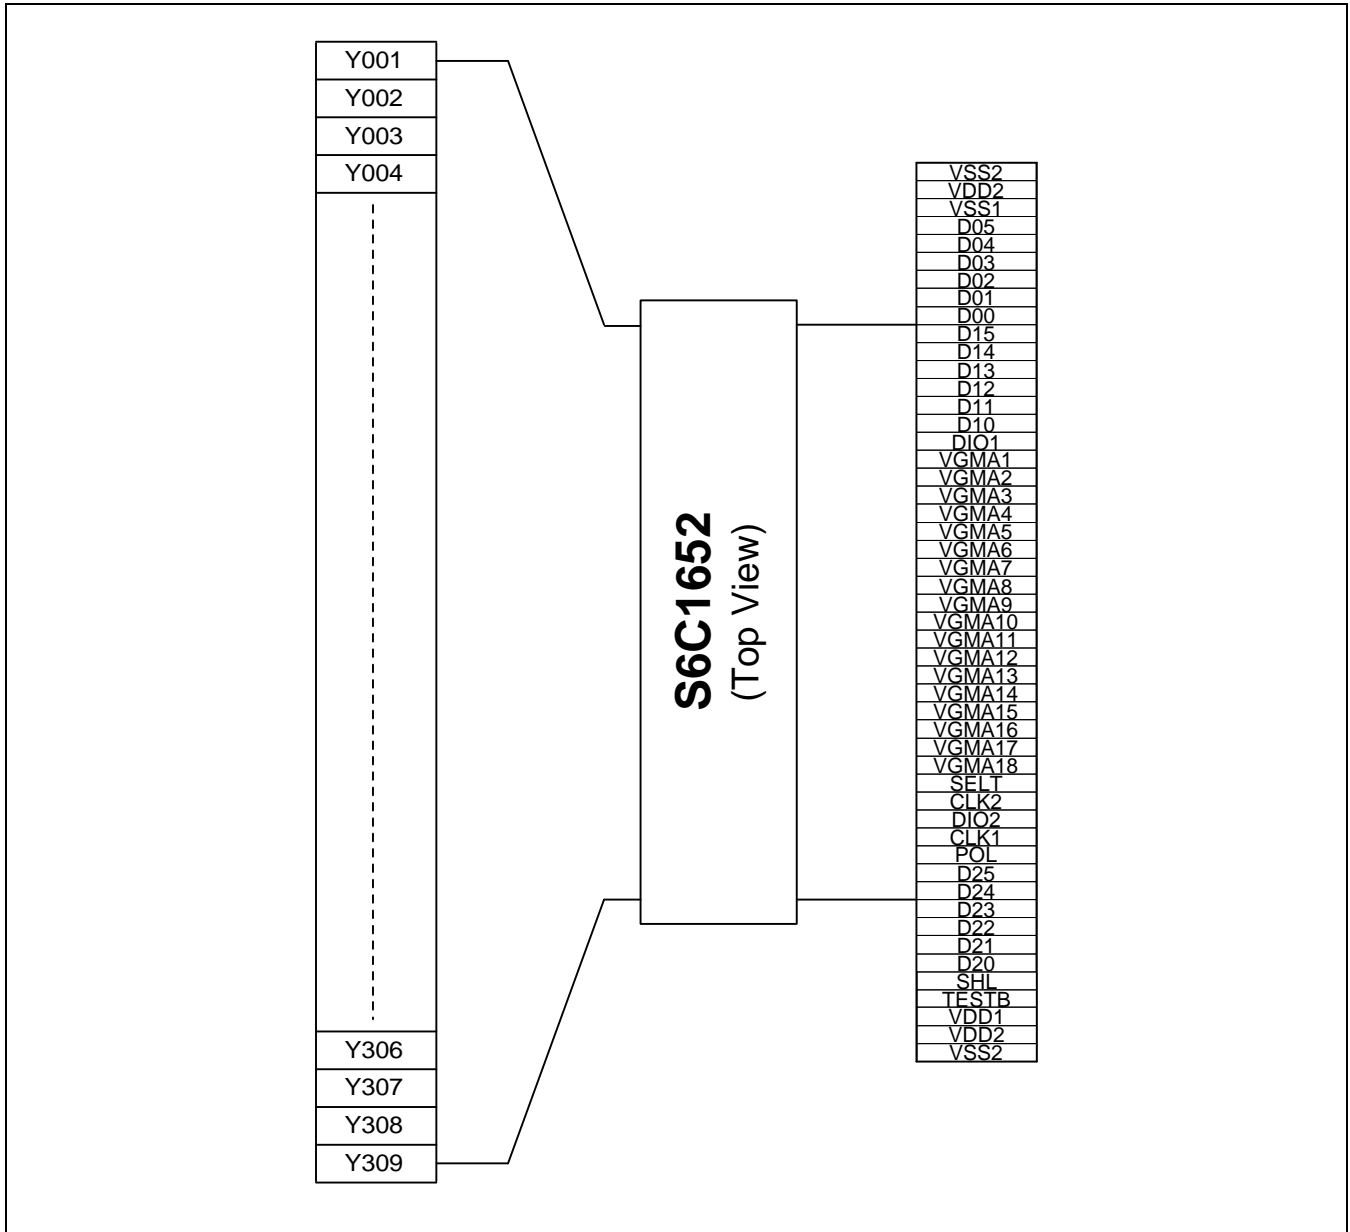 Y001
Y002
Y003
Y004
Y306
Y307
Y308
Y309
S6C1652
(Top View)
VSS2
VDD2
VSS1
D05
D04
D03
D02
D01
D00
D15
D14
D13
D12
D11
D10
DIO1
VGMA1
VGMA2
VGMA3
VGMA4
VGMA5
VGMA6
VGMA7
VGMA8
VGMA9
VGMA10
VGMA11
VGMA12
VGMA13
VGMA14
VGMA15
VGMA16
VGMA17
VGMA18
SELT
CLK2
DIO2
CLK1
POL
D25
D24
D23
D22
D21
D20
SHL
TESTB
VDD1
VDD2
VSS2